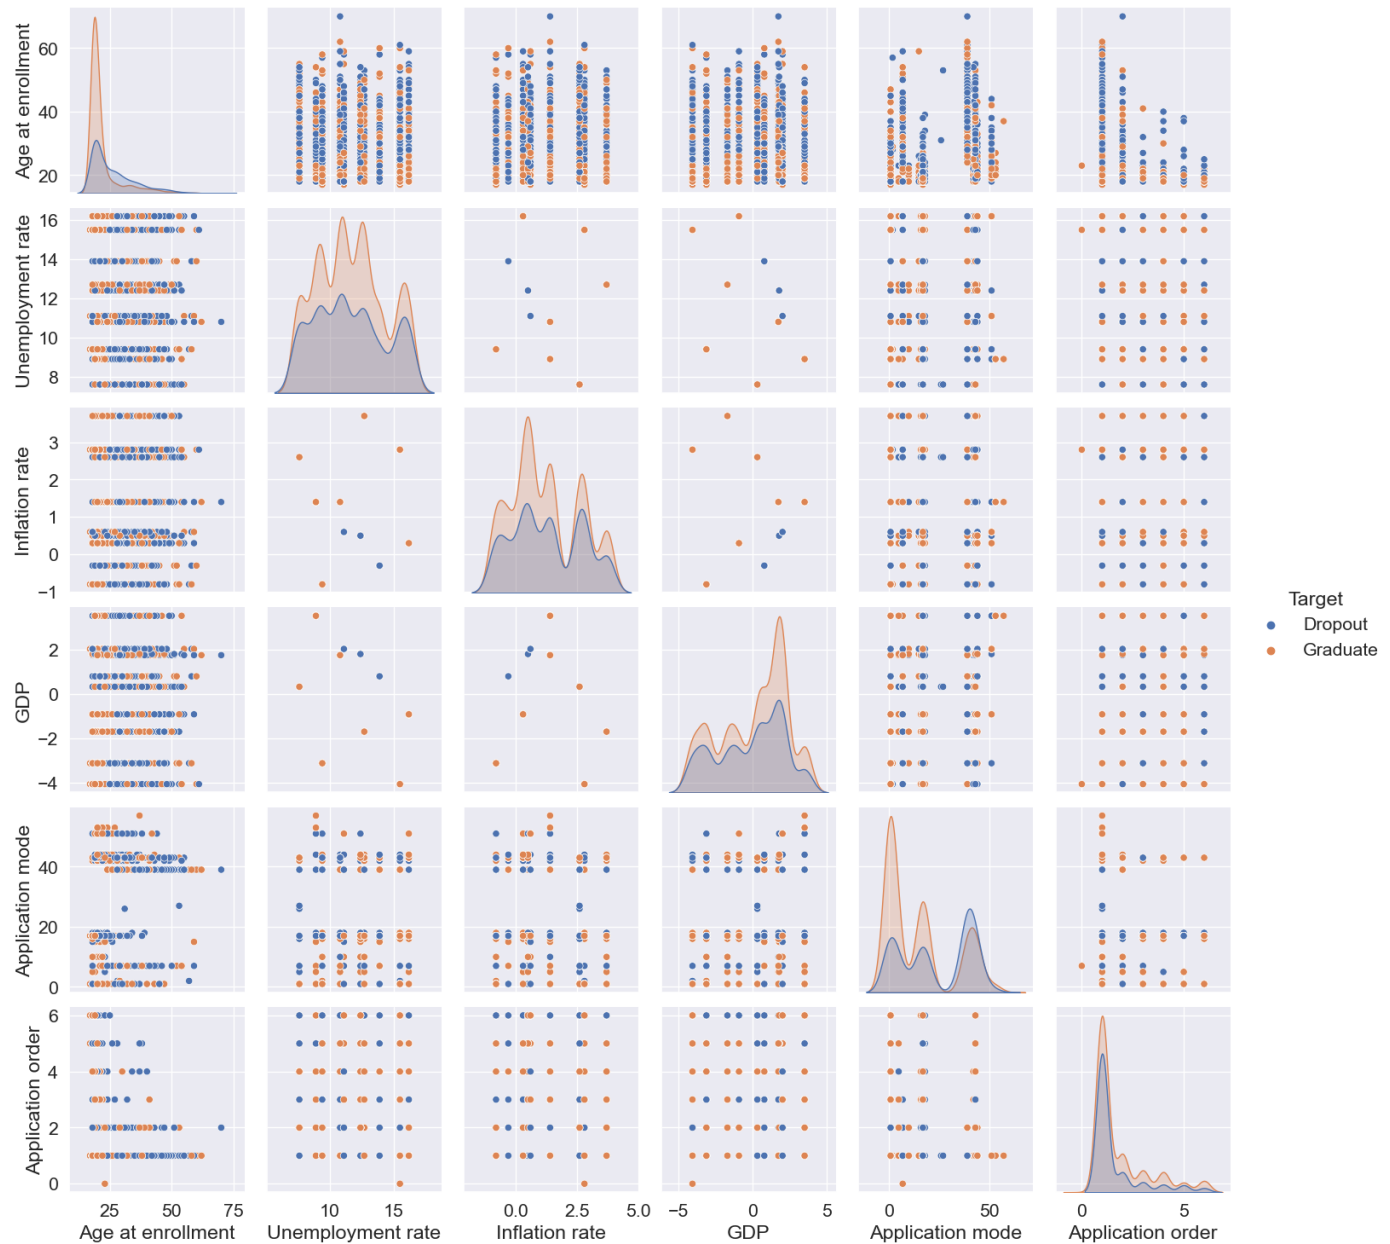 Age at enrollment
60
40
20
Unemployment rate
16
14
12
10
8
Inflation rate
3
2
1
0
−1
GDP
2
0
−2
−4
Target
Dropout
Graduate
Application mode
40
20
0
Application order
6
4
2
0
25 50 75 10 15 0.0 2.5 5.0 −5 0 5 0 50 0 5
Age at enrollment Unemployment rate Inflation rate GDP Application mode Application order